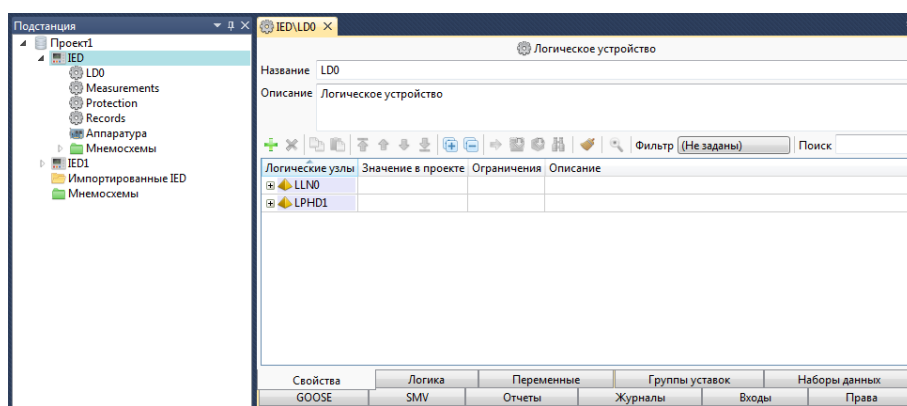 Подстанция
Проект1
IED
LD0
Measurements
Protection
Records
Аппаратура
Мнемосхемы
IED1
Импортированные IED
Мнемосхемы
IED\LD0
Логическое устройство
Название LD0
Описание Логическое устройство
Фильтр (Не заданы) Поиск
Логические узлы Значение в проекте Ограничения Описание
LLN0
LPHD1
Свойства Логика Переменные Группы уставок Наборы данных
GOOSE SMV Отчеты Журналы Входы Права